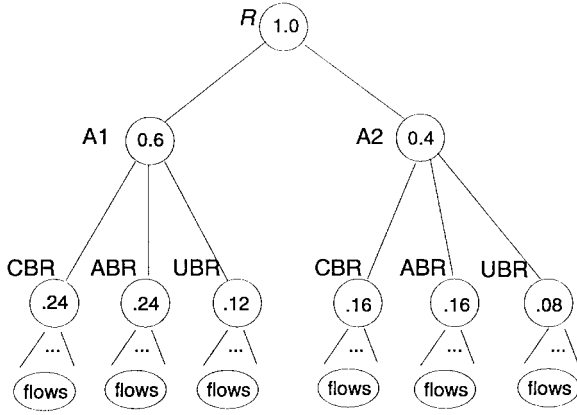 R 1.0
A1 0.6 A2 0.4
CBR ABR UBR CBR ABR UBR
.24 .24 .12 .16 .16 .08
... ... ... ... ... ...
flows flows flows flows flows flows